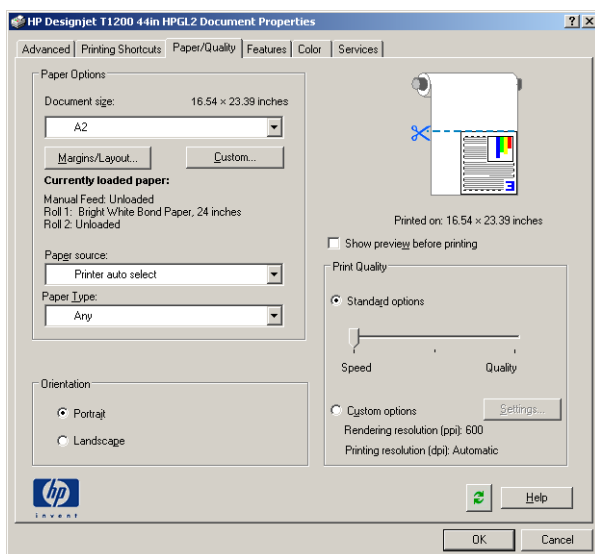 HP Designjet T1200 44in HPGL2 Document Properties
Advanced Printing Shortcuts Paper/Quality Features Color Services
Paper Options
Document size: 16.54 × 23.39 inches
A2
Margins/Layout... Custom...
Currently loaded paper:
Manual Feed: Unloaded
Roll 1: Bright White Bond Paper, 24 inches
Roll 2: Unloaded
Paper source:
Printer auto select
Paper Type:
Any
Orientation
Portrait
Landscape
3
Printed on: 16.54 × 23.39 inches
Show preview before printing
Print Quality
Standard options
Speed Quality
Custom options Settings...
Rendering resolution (ppi): 600
Printing resolution (dpi): Automatic
hp
invent
Help
OK Cancel